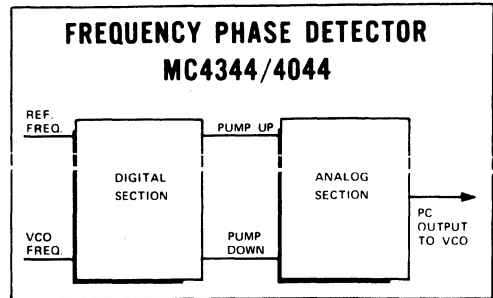 FREQUENCY PHASE DETECTOR
MC4344/4044
REF.
FREQ.
PUMP UP
DIGITAL
SECTION
ANALOG
SECTION
VCO
FREQ.
PUMP
DOWN
PC
OUTPUT
TO VCO